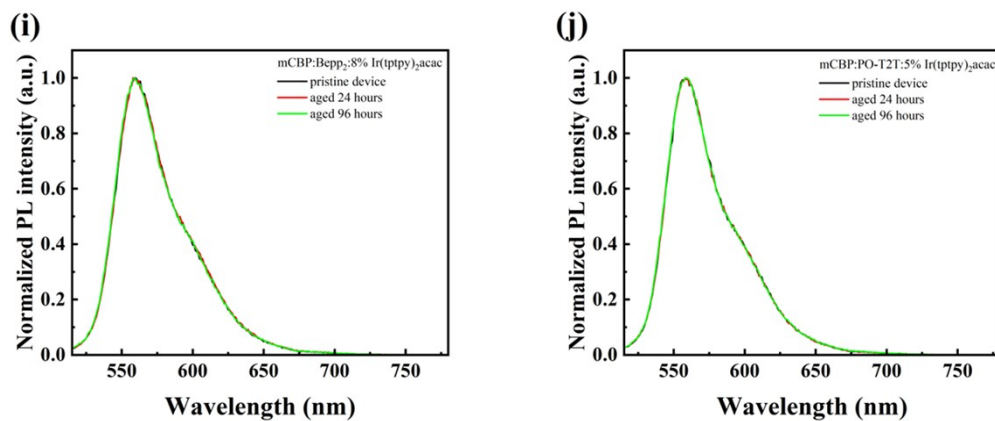 (i)
mCBP:Bepp₂:8% Ir(tptpy)₂acac
pristine device
aged 24 hours
aged 96 hours
Normalized PL intensity (a.u.)
1.0
0.8
0.6
0.4
0.2
0.0
550 600 650 700 750
Wavelength (nm)
(j)
mCBP:PO-T2T:5% Ir(tptpy)₂acac
pristine device
aged 24 hours
aged 96 hours
Normalized PL intensity (a.u.)
1.0
0.8
0.6
0.4
0.2
0.0
550 600 650 700 750
Wavelength (nm)